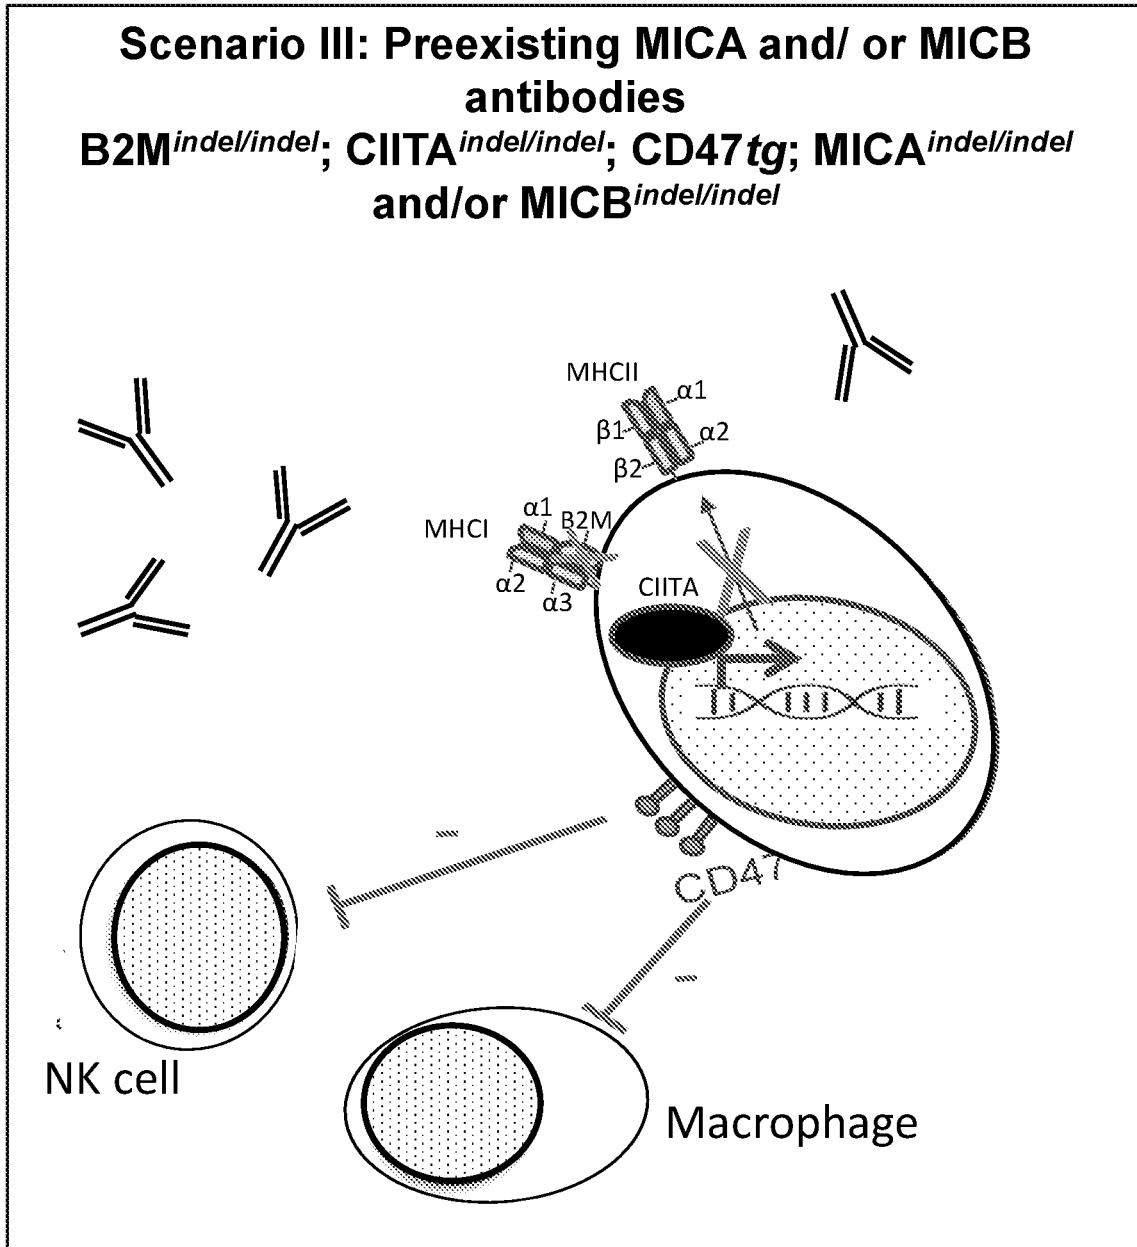 Scenario III: Preexisting MICA and/ or MICB
antibodies
B2Mindel/indel; CIITAindel/indel; CD47tg; MICAindel/indel
and/or MICBindel/indel
MHCII
α1
β1
α2
β2
MHCI
α1
B2M
α2
α3
CIITA
CD47
–
–
NK cell
Macrophage